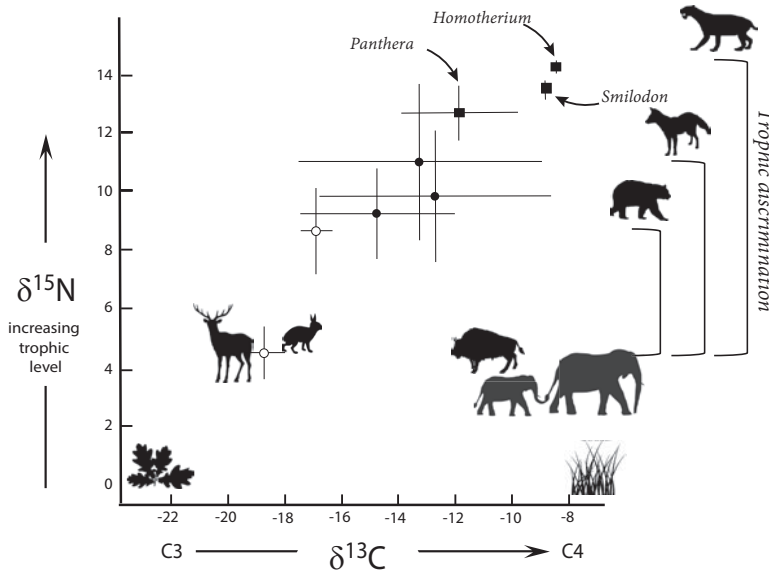 Homotherium
Panthera
Smilodon
Trophic discrimination
16
14
12
10
8
6
4
2
0
δ15N
increasing
trophic
level
-22 -20 -18 -16 -14 -12 -10 -8
C3 δ13C C4